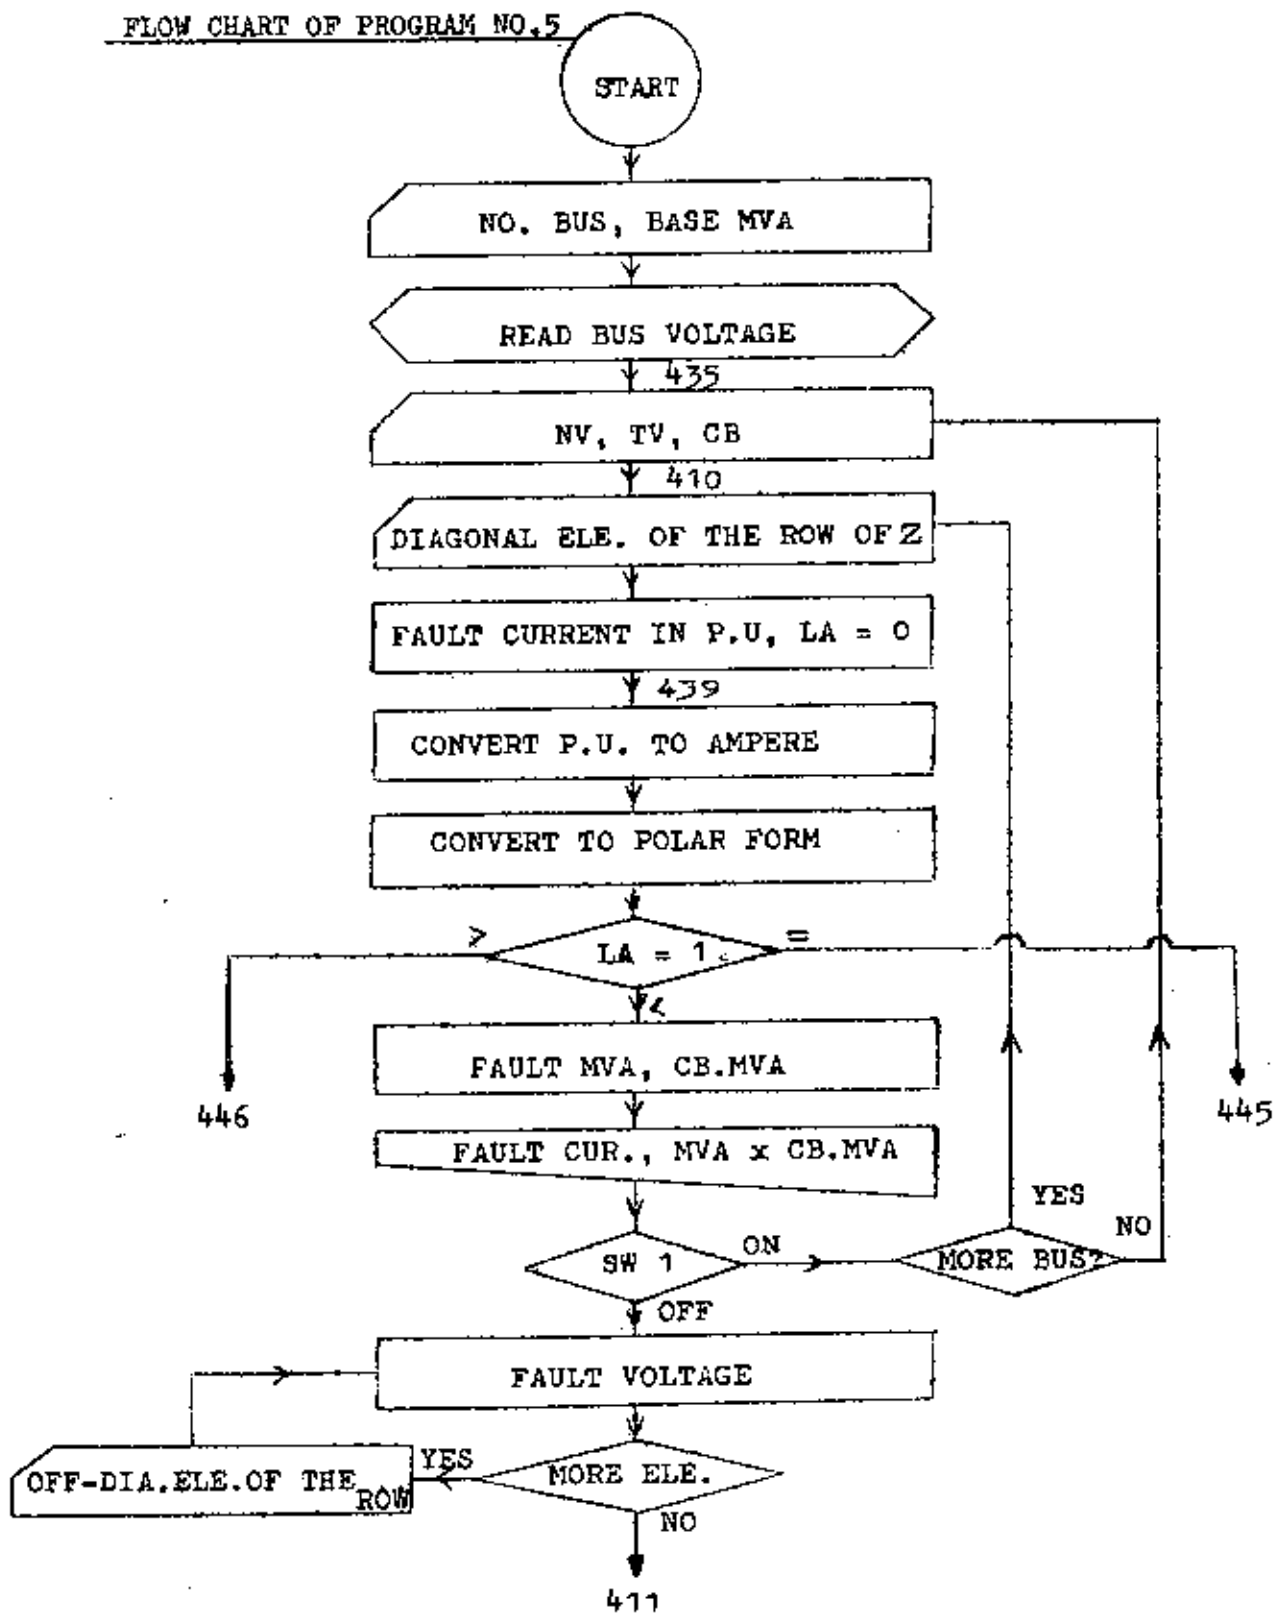 FLOW CHART OF PROGRAM NO.5
START
NO. BUS, BASE MVA
READ BUS VOLTAGE
435
NV, TV, CB
410
DIAGONAL ELE. OF THE ROW OF Z
FAULT CURRENT IN P.U, LA = 0
439
CONVERT P.U. TO AMPERE
CONVERT TO POLAR FORM
> LA = 1 =
<
FAULT MVA, CB.MVA
446
445
FAULT CUR., MVA x CB.MVA
YES
NO
SW 1 ON MORE BUS?
OFF
FAULT VOLTAGE
OFF-DIA.ELE.OF THE ROW
YES
MORE ELE.
NO
411